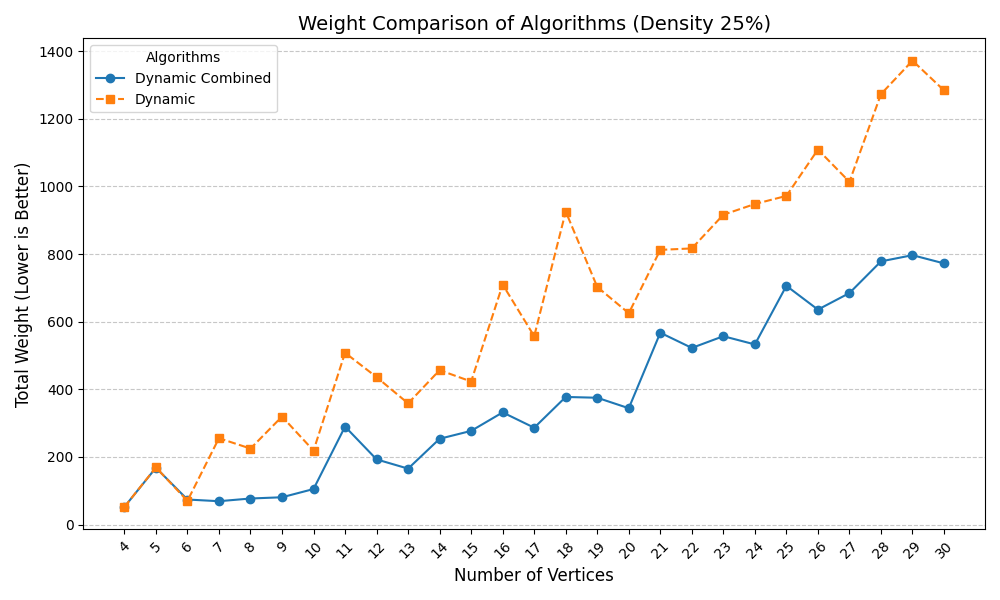 Weight Comparison of Algorithms (Density 25%)
Algorithms
Dynamic Combined
Dynamic
Total Weight (Lower is Better)
1400
1200
1000
800
600
400
200
0
4 5 6 7 8 9 10 11 12 13 14 15 16 17 18 19 20 21 22 23 24 25 26 27 28 29 30
Number of Vertices